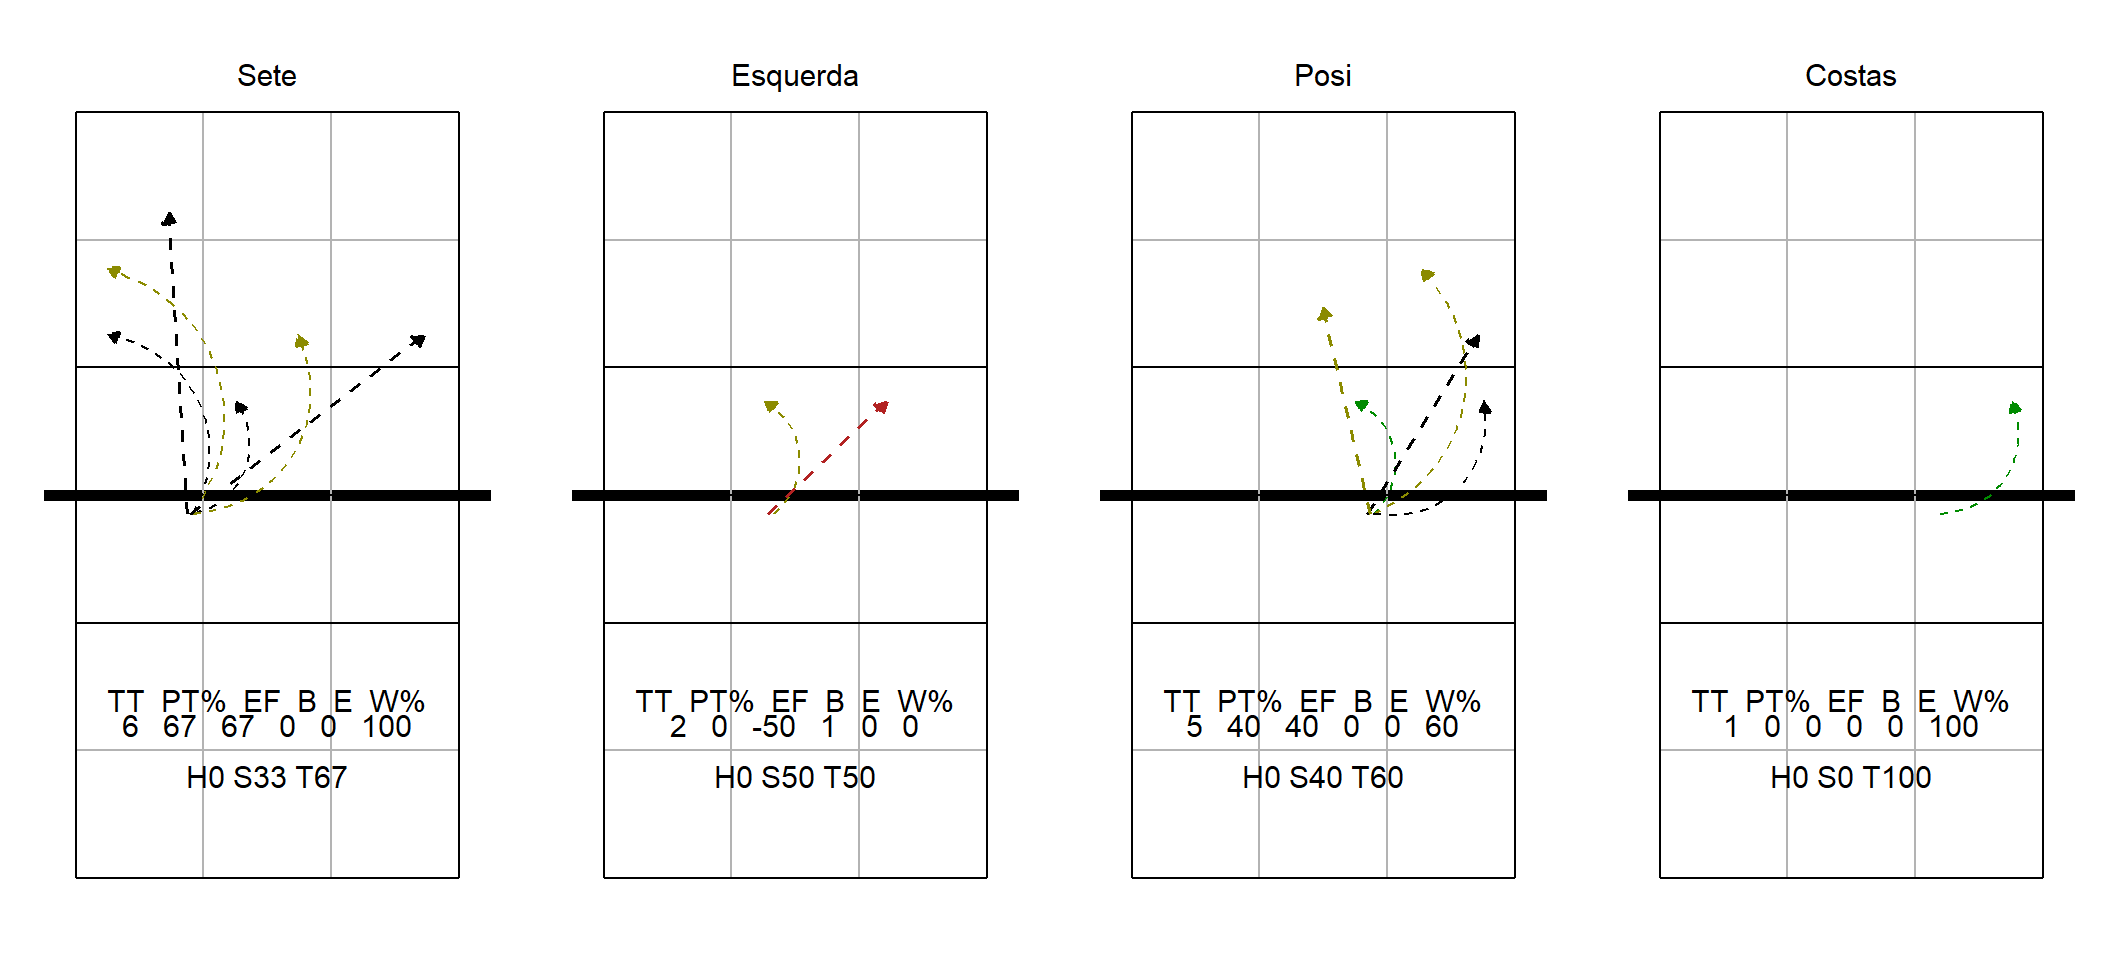 Sete
TT PT% EF B E W%
6 67 67 0 0 100
H0 S33 T67
Esquerda
TT PT% EF B E W%
2 0 -50 1 0 0
H0 S50 T50
Posi
TT PT% EF B E W%
5 40 40 0 0 60
H0 S40 T60
Costas
TT PT% EF B E W%
1 0 0 0 0 100
H0 S0 T100